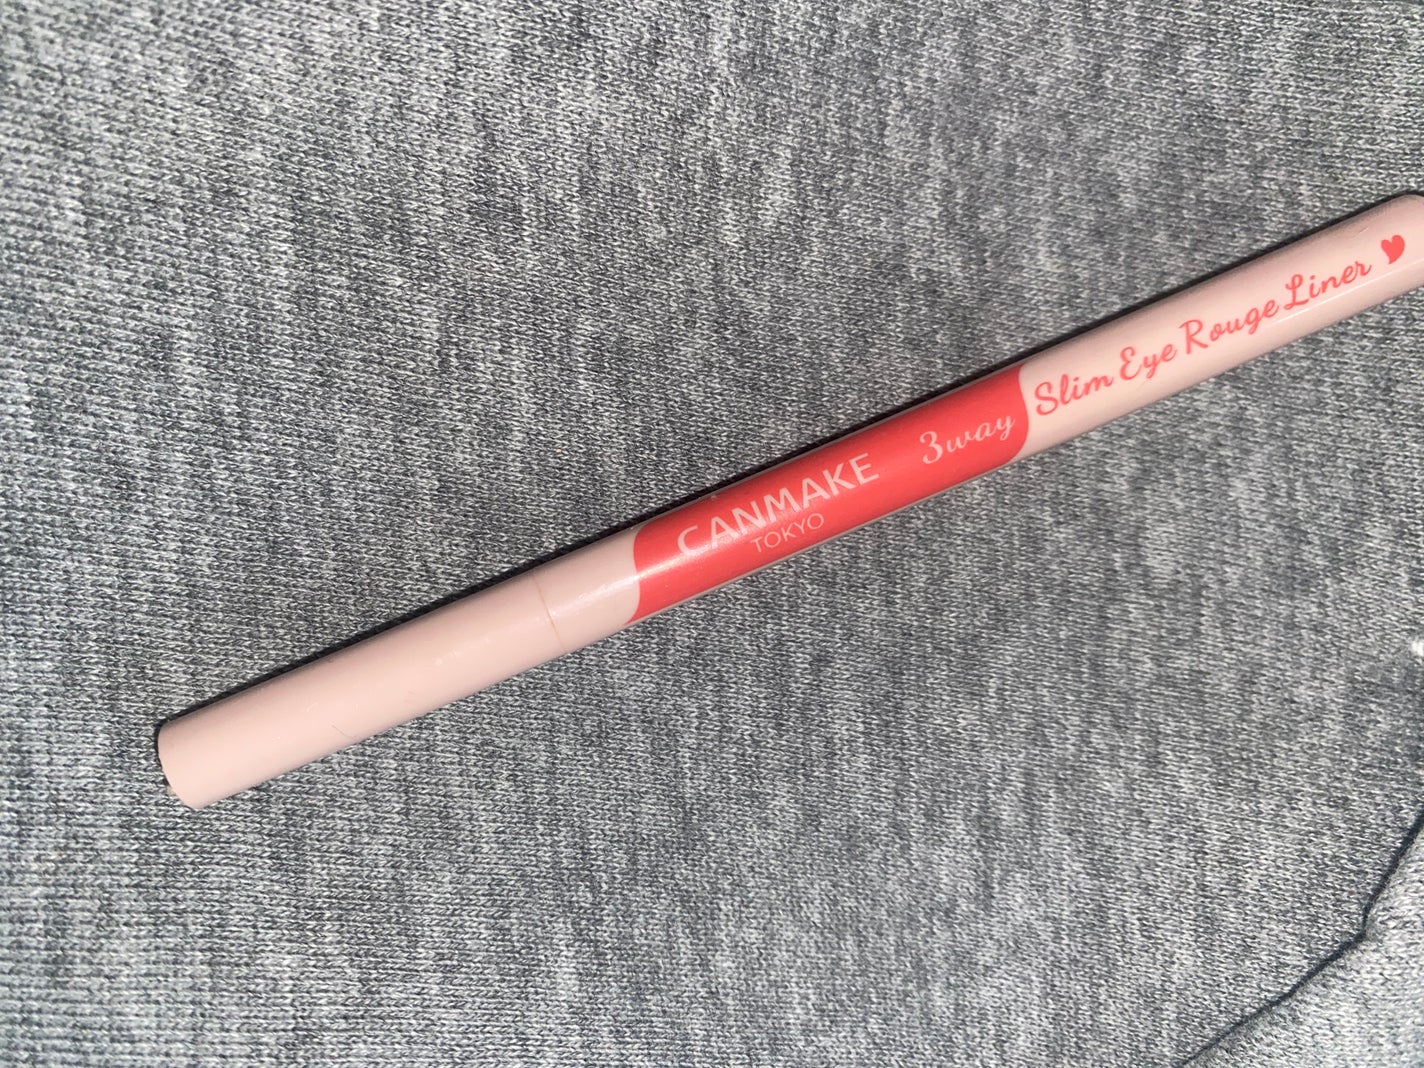 CANMAKE
TOKYO
3way Slim Eye Rouge Liner